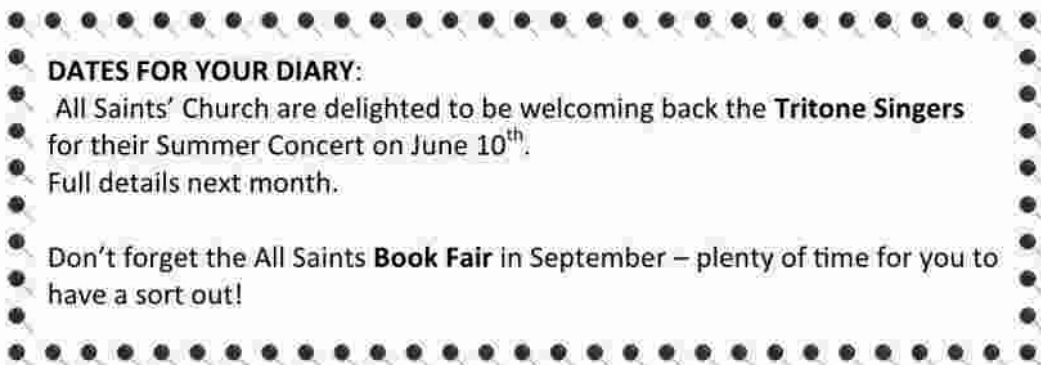 DATES FOR YOUR DIARY:
All Saints' Church are delighted to be welcoming back the Tritone Singers
for their Summer Concert on June 10th.
Full details next month.
Don't forget the All Saints Book Fair in September – plenty of time for you to
have a sort out!